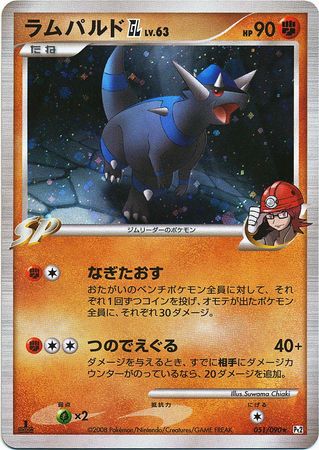 ラムパルド GL LV.63 HP 90
たね
ジムリーダーのポケモン
SP
なぎたおす
おたがいのベンチポケモン全員に対して、それ
ぞれ1回ずつコインを投げ、オモテが出たポケモン
全員に、それぞれ30ダメージ。
つのでえぐる 40+
ダメージを与えるとき、すでに相手にダメージカ
ウンターがのっているなら、20ダメージを追加。
Illus. Suwama Chiaki
弱点 ×2 抵抗力 にげる
©2008 Pokémon/Nintendo/Creatures/GAME FREAK. 051/090★ Pt2